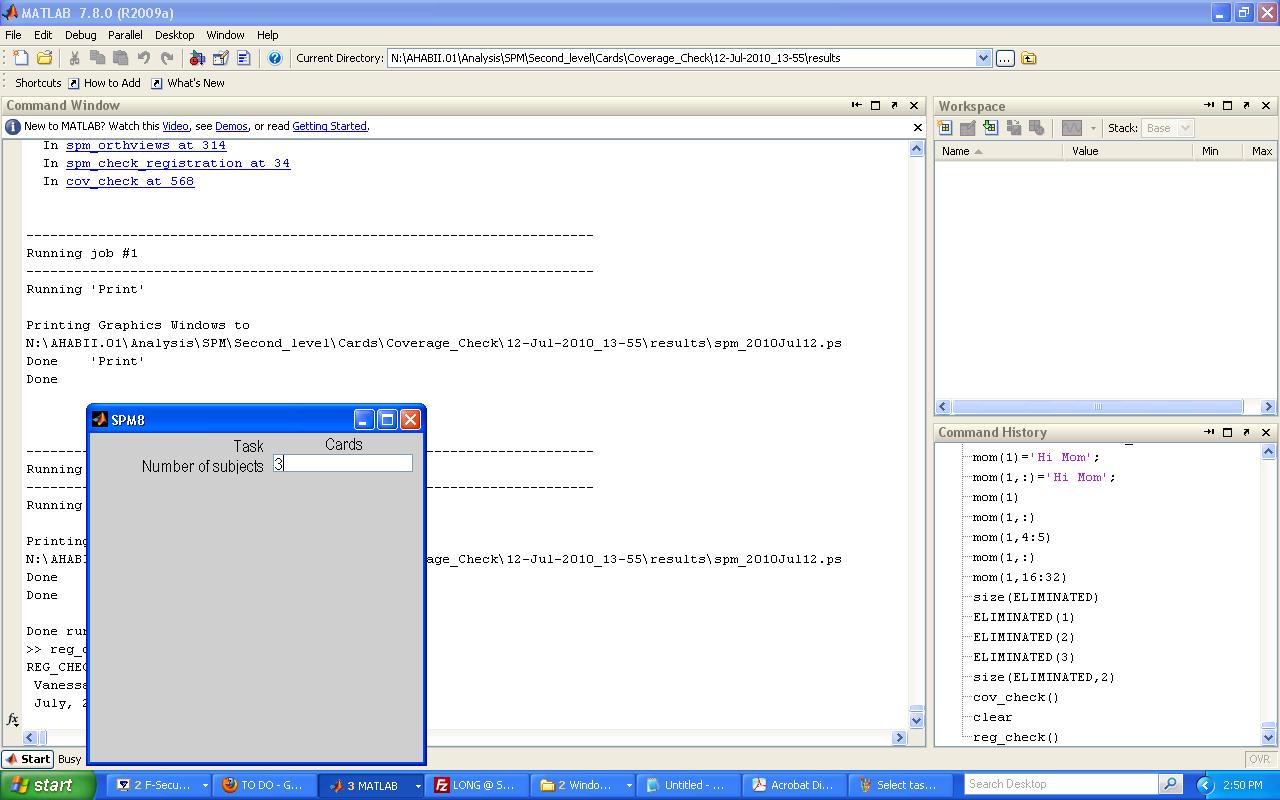 MATLAB 7.8.0 (R2009a)
File Edit Debug Parallel Desktop Window Help
Current Directory: N:\AHABII.01\Analysis\SPM\Second_level\Cards\Coverage_Check\12-Jul-2010_13-55\results
Shortcuts How to Add What's New
Command Window
New to MATLAB? Watch this Video, see Demos, or read Getting Started.
In spm_orthviews at 314
In spm_check_registration at 34
In cov_check at 568
------------------------------------------------------------------------
Running job #1
------------------------------------------------------------------------
Running 'Print'
Printing Graphics Windows to
N:\AHABII.01\Analysis\SPM\Second_level\Cards\Coverage_Check\12-Jul-2010_13-55\results\spm_2010Jul12.ps
Done 'Print'
Done
Running
Running
Printing
N:\AHAB
age_Check\12-Jul-2010_13-55\results\spm_2010Jul12.ps
Done
Done
Done run
>> reg_
REG_CHEC
Vanessa
July, 2
fx
SPM8
Task Cards
Number of subjects 3
Workspace
Stack: Base
Name Value Min Max
Command History
mom(1)='Hi Mom';
mom(1,:)='Hi Mom';
mom(1)
mom(1,:)
mom(1,4:5)
mom(1,:)
mom(1,16:32)
size(ELIMINATED)
ELIMINATED(1)
ELIMINATED(2)
ELIMINATED(3)
size(ELIMINATED,2)
cov_check()
clear
reg_check()
Start Busy
OVR
start 2 F-Secu... TO DO - G... 3 MATLAB LONG @ S... 2 Windo... Untitled - ... Acrobat Di... Select tas... Search Desktop 2:50 PM